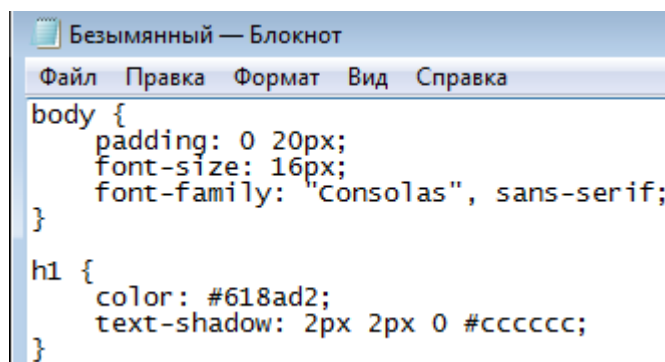 Безымянный — Блокнот
Файл Правка Формат Вид Справка
body {
    padding: 0 20px;
    font-size: 16px;
    font-family: "Consolas", sans-serif;
}

h1 {
    color: #618ad2;
    text-shadow: 2px 2px 0 #cccccc;
}